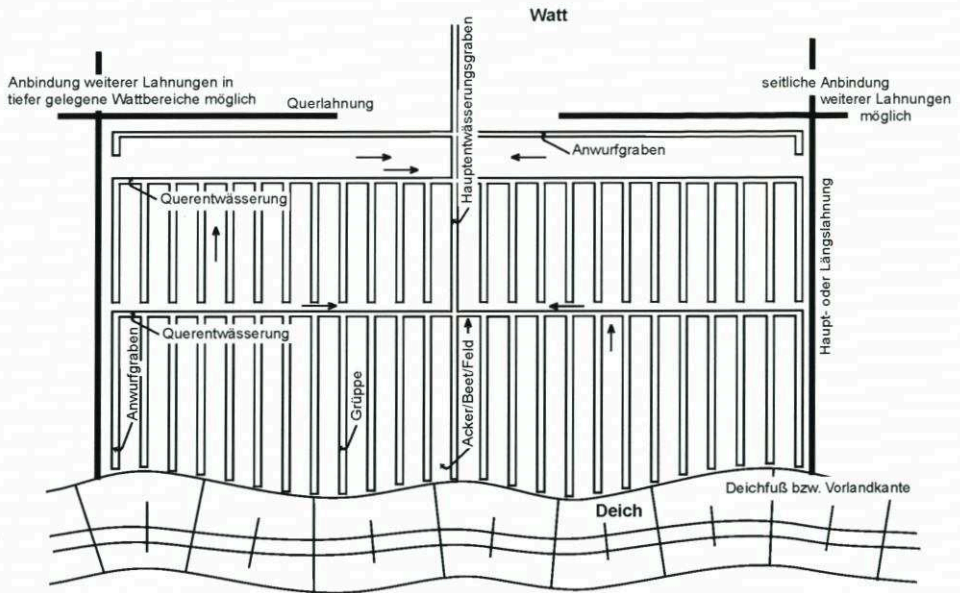 Watt
Anbindung weiterer Lahnungen in
tiefer gelegene Wattbereiche möglich
Querlahnung
Hauptentwässerungsgraben
seitliche Anbindung
weiterer Lahnungen
möglich
Anwurfgraben
Querentwässerung
Haupt- oder Längslahnung
Querentwässerung
Anwurfgraben
Grüppe
Acker/Beet/Feld
Deichfuß bzw. Vorlandkante
Deich